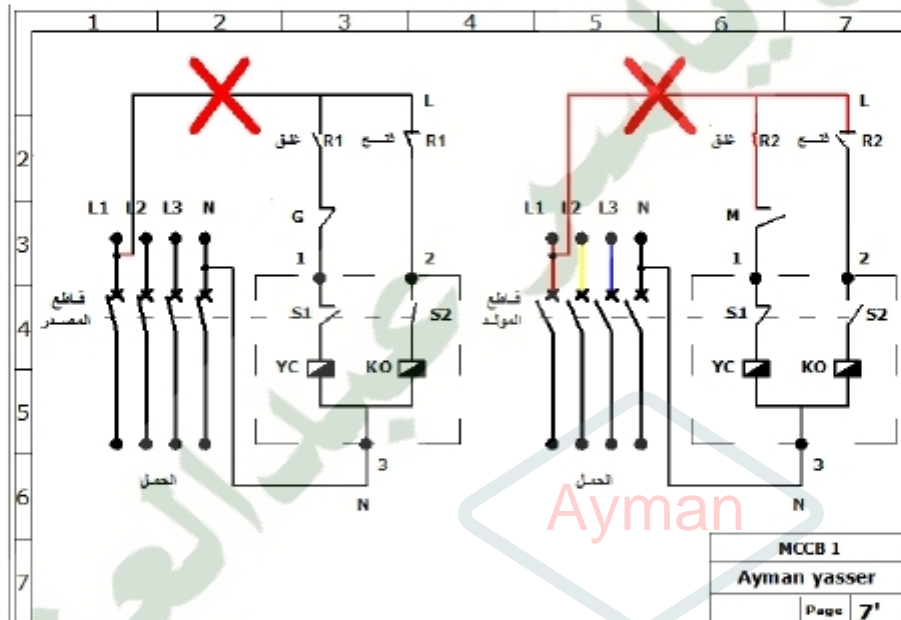 1 2 3 4 5 6 7
L L
غلق R1 فتح R1 غلق R2 فتح R2
2
L1 L2 L3 N L1 L2 L3 N
G M
3
1 2 1 2
قاطع
المصدر
قاطع
المولد
4
S1 S2 S1 S2
YC KO YC KO
5
3 3
الحمل الحمل
6
N N
Ayman
7
MCCB 1
Ayman yasser
Page 7'